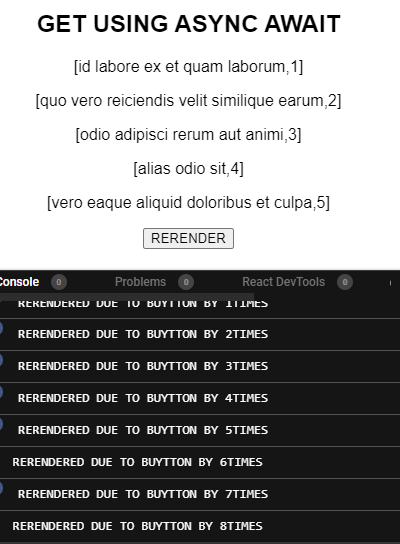 GET USING ASYNC AWAIT
[id labore ex et quam laborum,1]
[quo vero reiciendis velit similique earum,2]
[odio adipisci rerum aut animi,3]
[alias odio sit,4]
[vero eaque aliquid doloribus et culpa,5]
RERENDER
Console 0 Problems 0 React DevTools 0
RERENDERED DUE TO BUYTTON BY 1TIMES
RERENDERED DUE TO BUYTTON BY 2TIMES
RERENDERED DUE TO BUYTTON BY 3TIMES
RERENDERED DUE TO BUYTTON BY 4TIMES
RERENDERED DUE TO BUYTTON BY 5TIMES
RERENDERED DUE TO BUYTTON BY 6TIMES
RERENDERED DUE TO BUYTTON BY 7TIMES
RERENDERED DUE TO BUYTTON BY 8TIMES